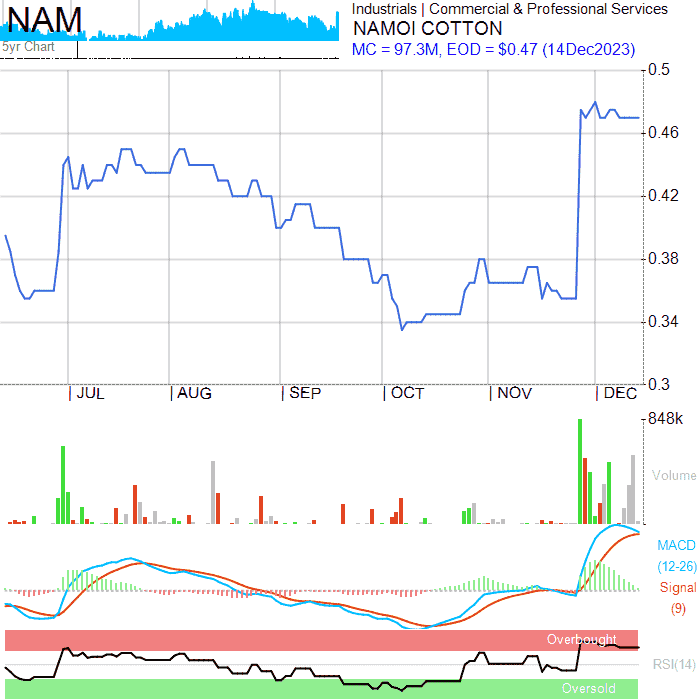 NAM
5yr Chart
Industrials | Commercial & Professional Services
NAMOI COTTON
MC = 97.3M, EOD = $0.47 (14Dec2023)
0.5
0.46
0.42
0.38
0.34
0.3
JUL AUG SEP OCT NOV DEC
848k
Volume
MACD
(12-26)
Signal
(9)
Overbought
RSI(14)
Oversold